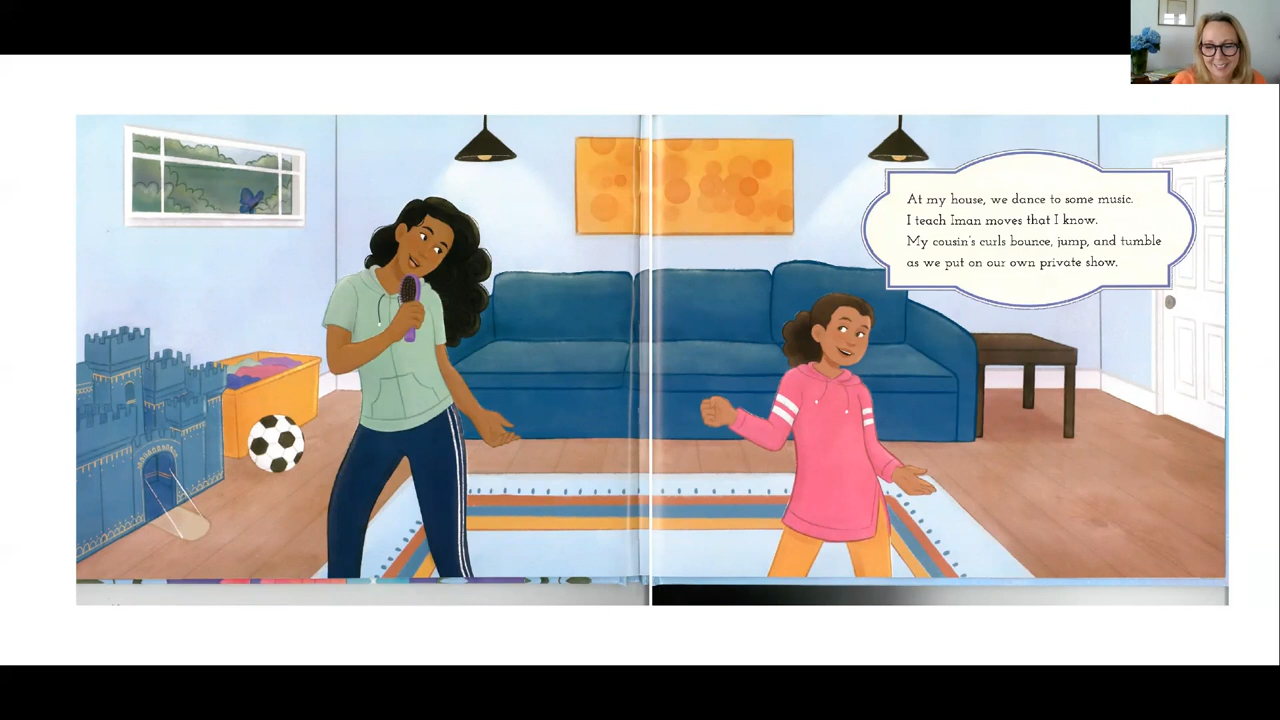 At my house, we dance to some music.
I teach Iman moves that I know.
My cousin's curls bounce, jump, and tumble
as we put on our own private show.